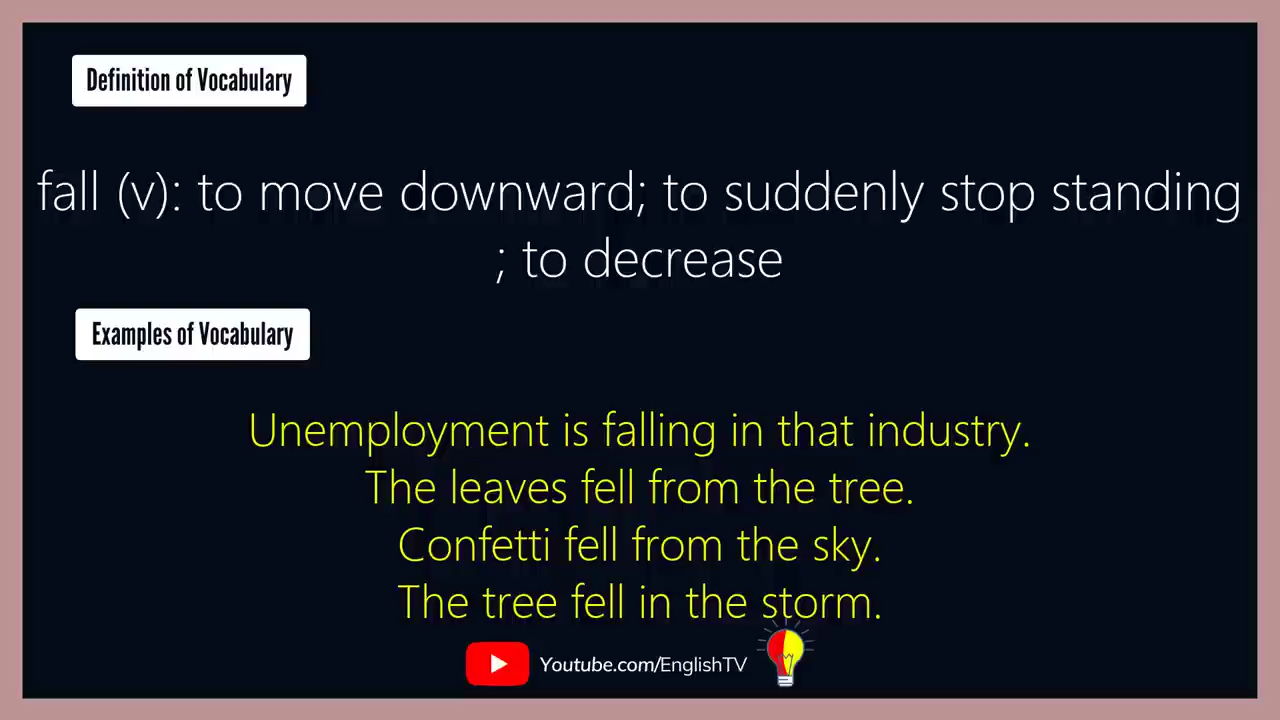 Definition of Vocabulary
fall (v): to move downward; to suddenly stop standing
; to decrease
Examples of Vocabulary
Unemployment is falling in that industry.
The leaves fell from the tree.
Confetti fell from the sky.
The tree fell in the storm.
Youtube.com/EnglishTV